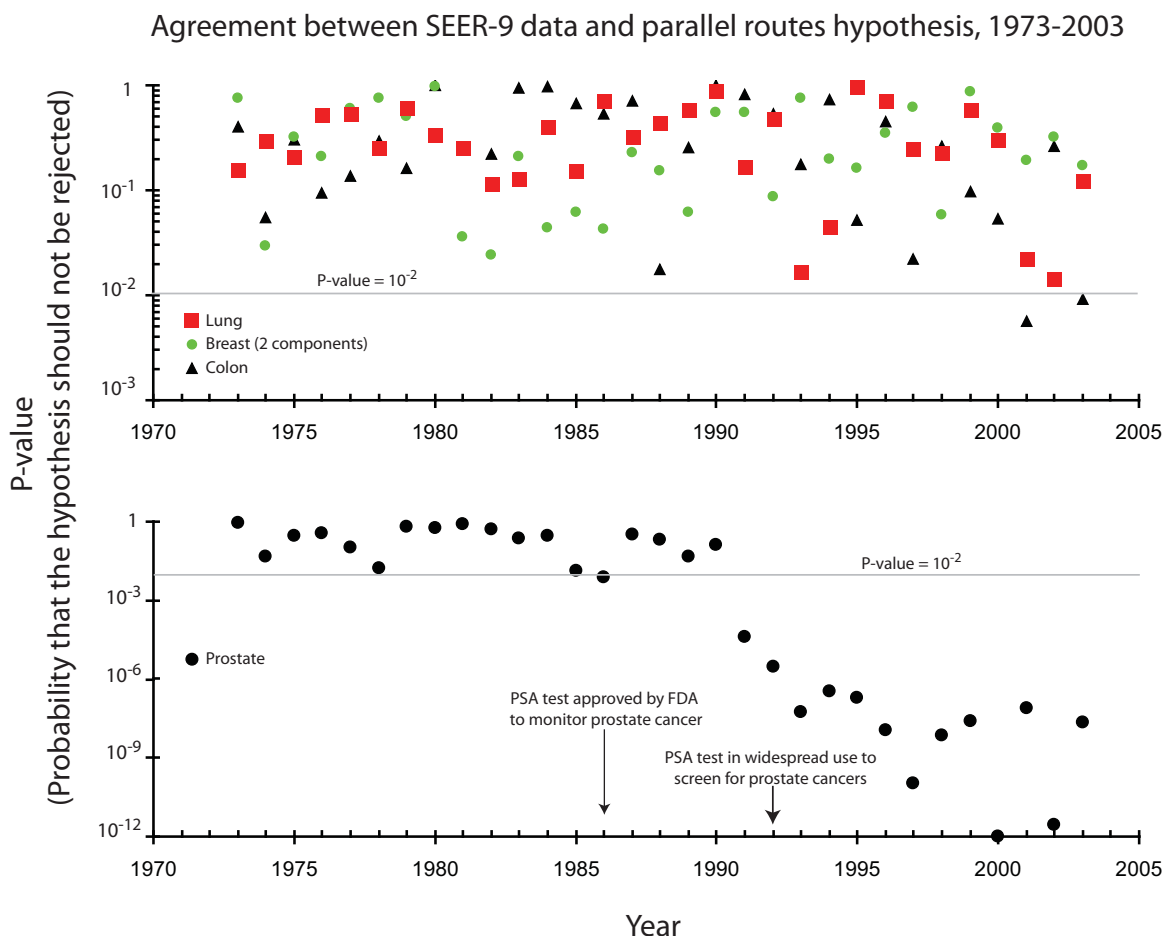 Agreement between SEER-9 data and parallel routes hypothesis, 1973-2003
P-value
(Probability that the hypothesis should not be rejected)
1
10⁻¹
10⁻²
10⁻³
P-value = 10⁻²
Lung
Breast (2 components)
Colon
1970 1975 1980 1985 1990 1995 2000 2005
1
10⁻³
10⁻⁶
10⁻⁹
10⁻¹²
P-value = 10⁻²
Prostate
PSA test approved by FDA
to monitor prostate cancer
PSA test in widespread use to
screen for prostate cancers
1970 1975 1980 1985 1990 1995 2000 2005
Year